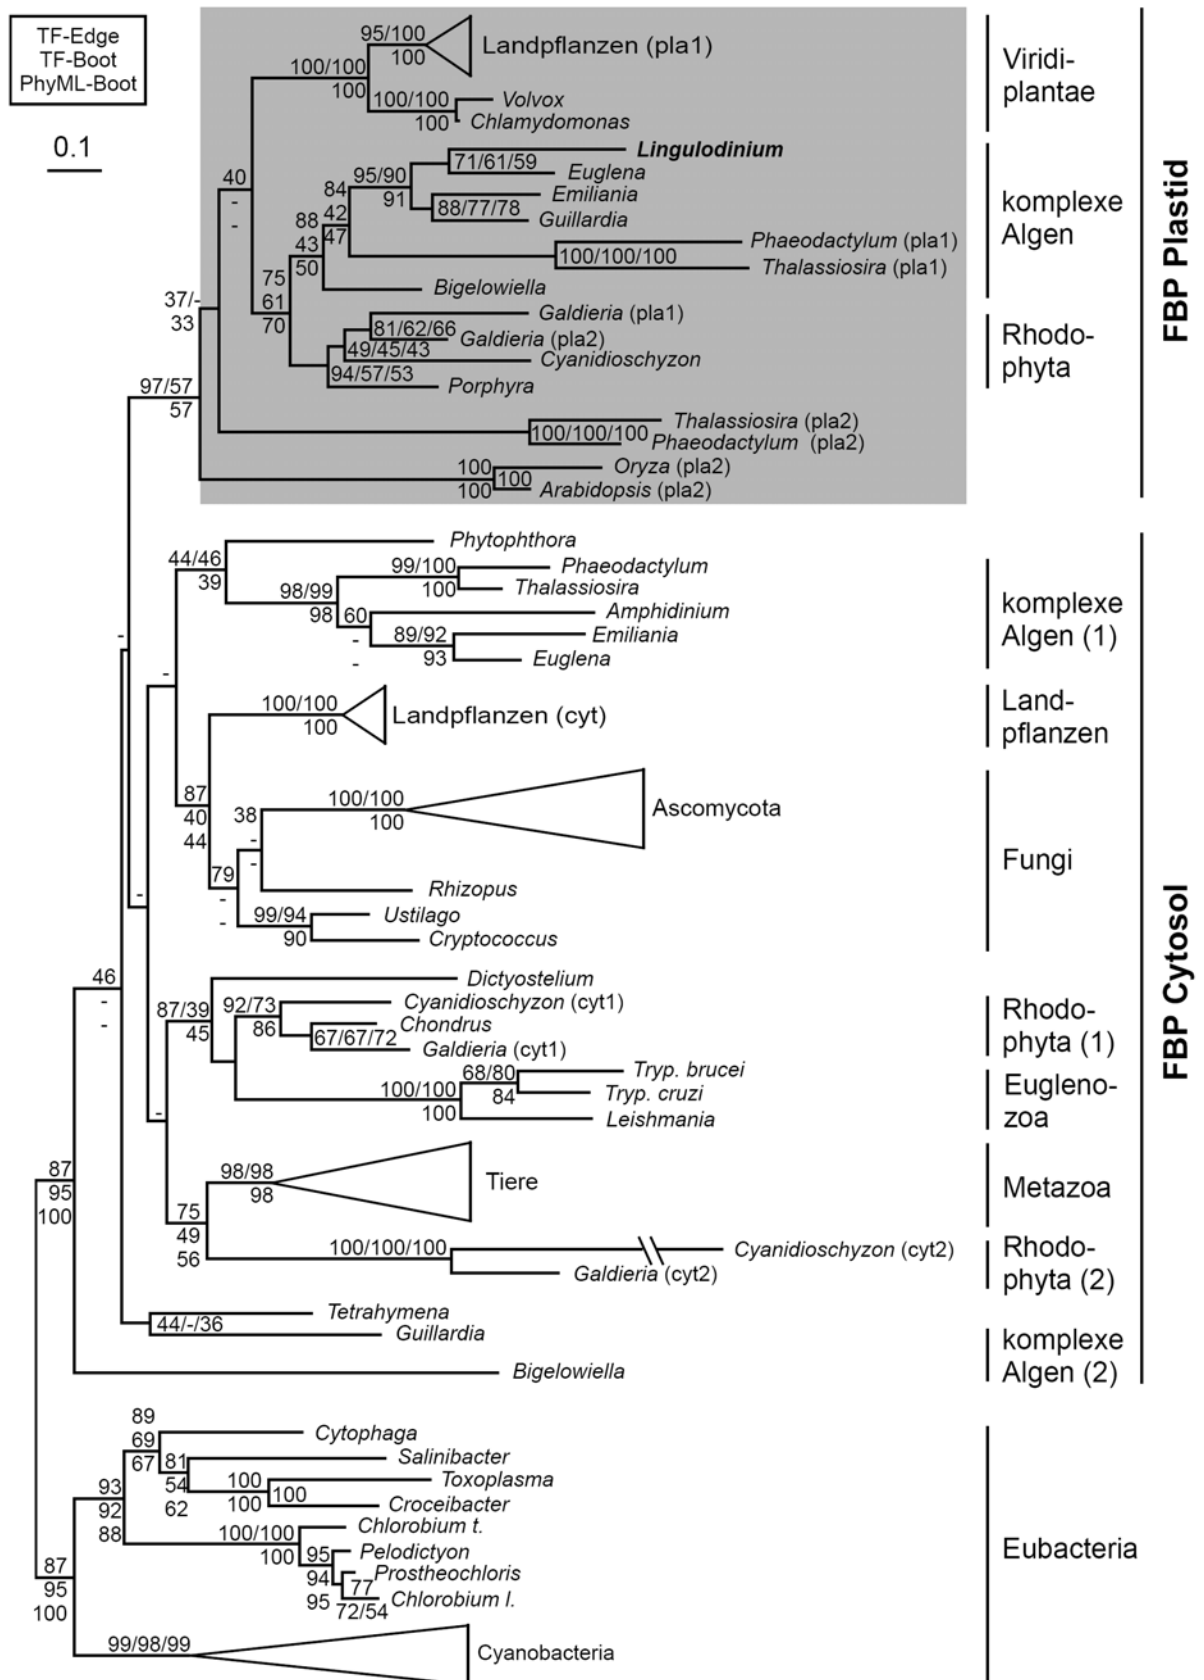 TF-Edge
TF-Boot
PhyML-Boot
0.1
95/100
100
Landpflanzen (pla1)
100/100
100
100/100
100
Volvox
Chlamydomonas
Viridi-
plantae
40
-
-
Lingulodinium
71/61/59
Euglena
95/90
91
Emiliania
88/77/78
Guillardia
84
42
47
Phaeodactylum (pla1)
100/100/100
Thalassiosira (pla1)
88
43
50
Bigelowiella
komplexe
Algen
75
61
70
Galdieria (pla1)
81/62/66
Galdieria (pla2)
49/45/43
Cyanidioschyzon
94/57/53
Porphyra
Rhodo-
phyta
37/-
33
97/57
57
Thalassiosira (pla2)
100/100/100
Phaeodactylum (pla2)
100
100
100
Oryza (pla2)
Arabidopsis (pla2)
FBP Plastid
Phytophthora
44/46
39
99/100
100
Phaeodactylum
Thalassiosira
98/99
98
60
-
-
Amphidinium
89/92
93
Emiliania
Euglena
komplexe
Algen (1)
-
-
100/100
100
Landpflanzen (cyt)
Land-
pflanzen
87
40
44
38
-
-
100/100
100
Ascomycota
79
-
-
Rhizopus
99/94
90
Ustilago
Cryptococcus
Fungi
-
46
-
-
Dictyostelium
87/39
45
92/73
86
Cyanidioschyzon (cyt1)
Chondrus
67/67/72
Galdieria (cyt1)
Rhodo-
phyta (1)
68/80
84
Tryp. brucei
Tryp. cruzi
100/100
100
Leishmania
Eugleno-
zoa
-
98/98
98
Tiere
Metazoa
87
95
100
75
49
56
100/100/100
Cyanidioschyzon (cyt2)
Galdieria (cyt2)
Rhodo-
phyta (2)
Tetrahymena
44/-/36
Guillardia
Bigelowiella
komplexe
Algen (2)
FBP Cytosol
89
69
67
Cytophaga
81
54
62
Salinibacter
100
100
100
Toxoplasma
Croceibacter
93
92
88
100/100
100
Chlorobium t.
95
94
95
Pelodictyon
Prostheochloris
77
72/54
Chlorobium l.
87
95
100
99/98/99
Cyanobacteria
Eubacteria